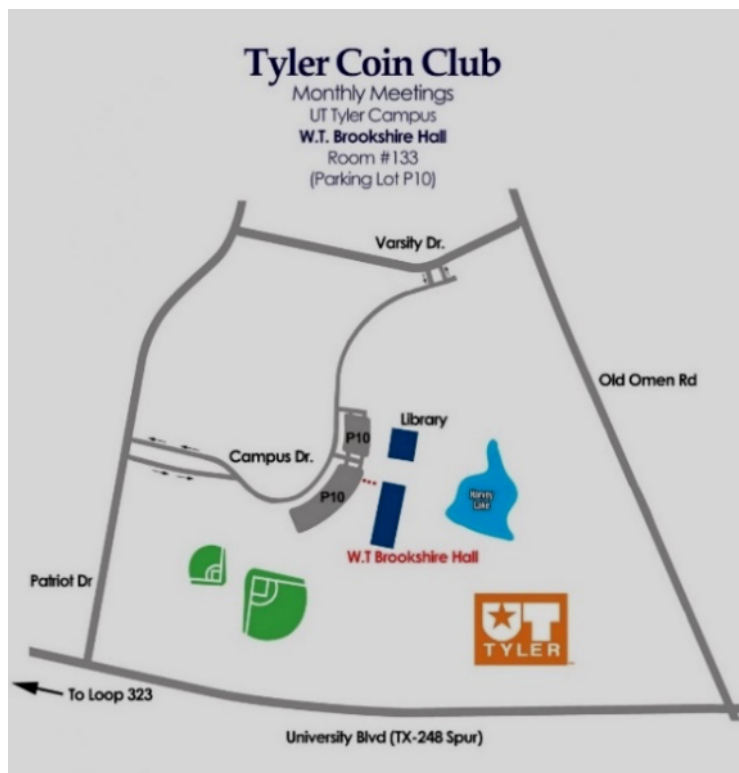 Tyler Coin Club
Monthly Meetings
UT Tyler Campus
W.T. Brookshire Hall
Room #133
(Parking Lot P10)
Varsity Dr.
Old Omen Rd
Library
P10
Campus Dr.
P10
Harvey
Lake
W.T Brookshire Hall
Patriot Dr
UT
TYLER
To Loop 323
University Blvd (TX-248 Spur)